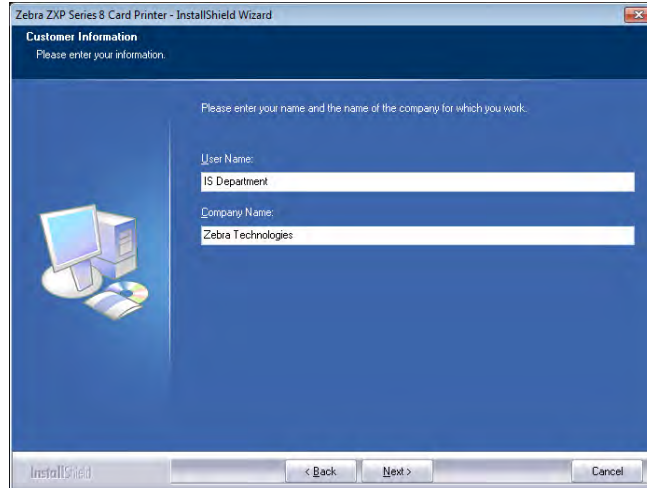 Zebra ZXP Series 8 Card Printer - InstallShield Wizard
Customer Information
Please enter your information.
Please enter your name and the name of the company for which you work.
User Name:
IS Department
Company Name:
Zebra Technologies
InstallShield
< Back
Next >
Cancel